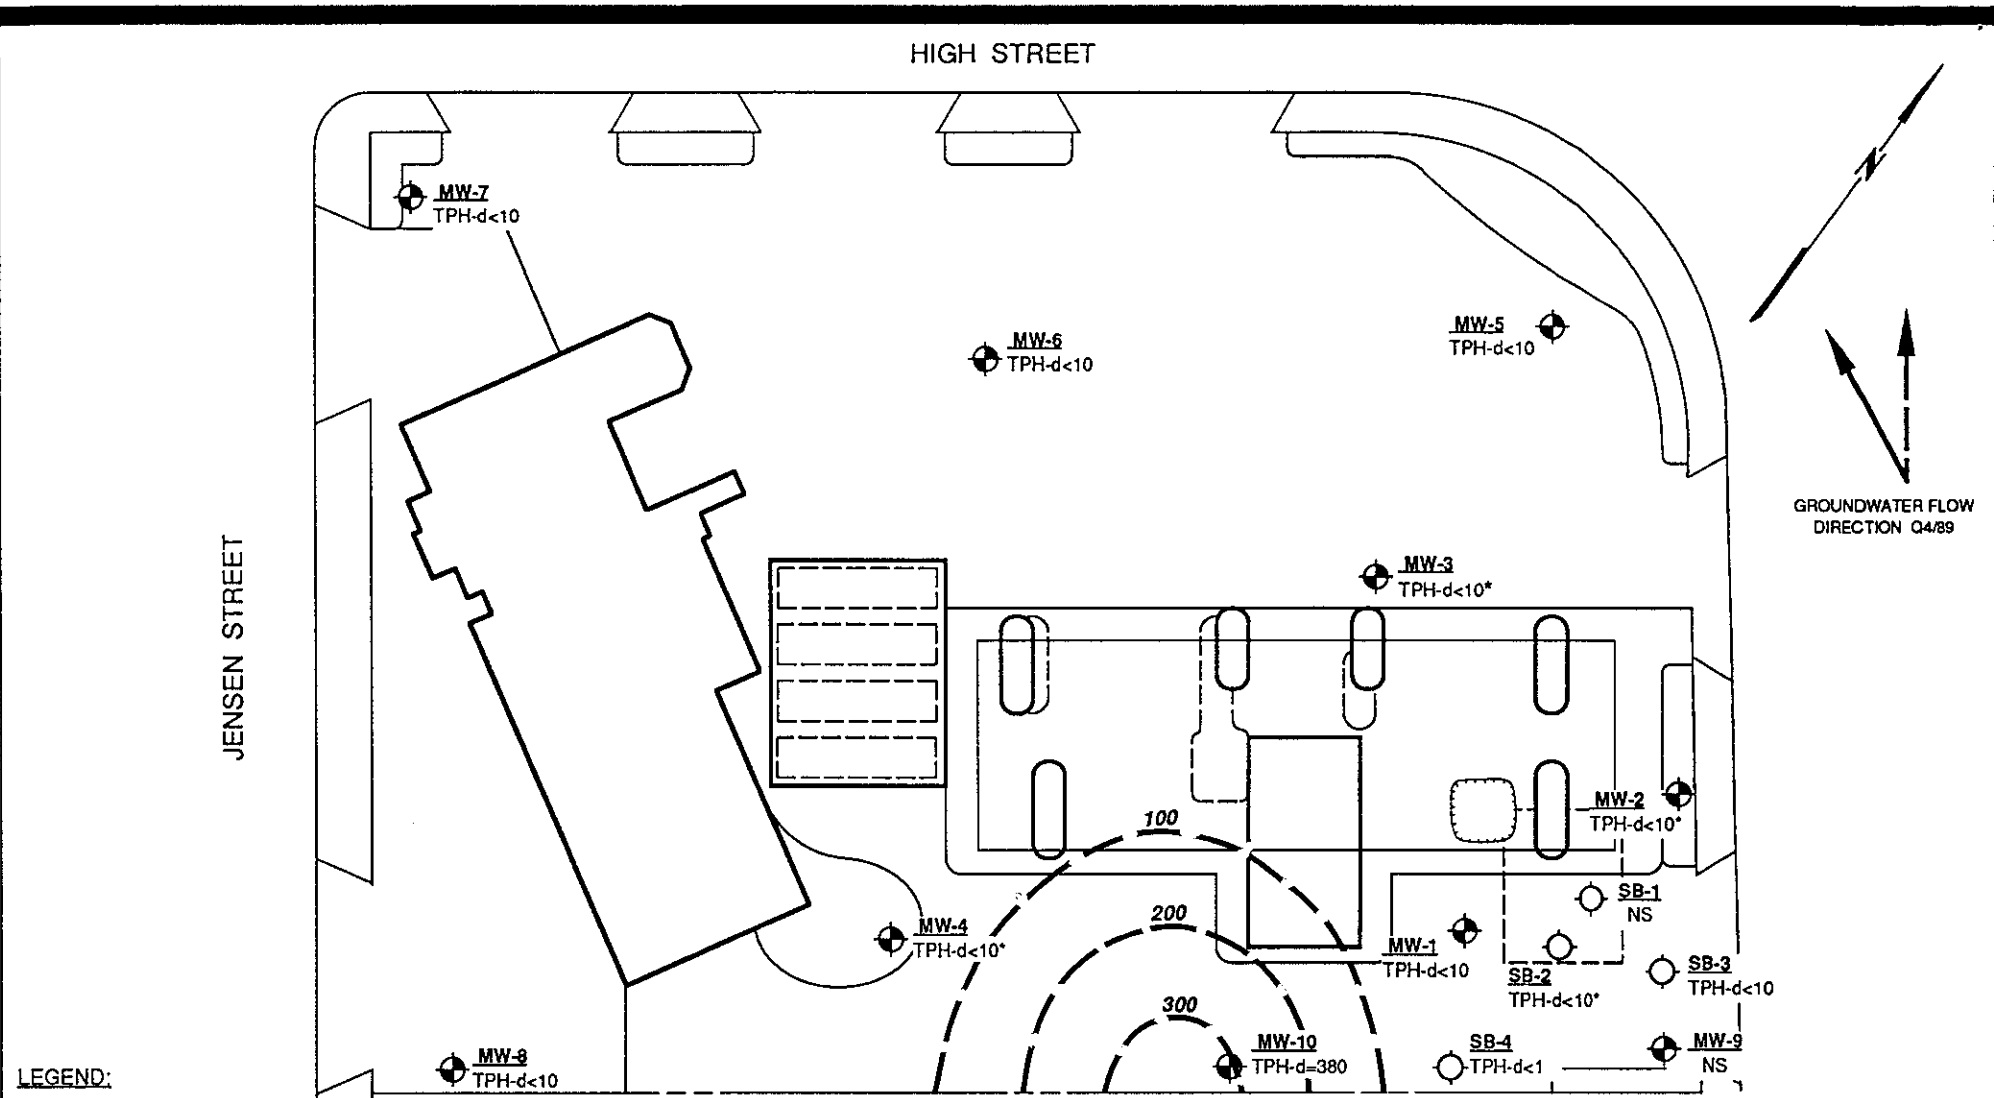 HIGH STREET
N
MW-7
TPH-d<10
MW-6
TPH-d<10
MW-5
TPH-d<10
GROUNDWATER FLOW
DIRECTION Q4/89
JENSEN STREET
MW-3
TPH-d<10*
MW-2
TPH-d<10*
100
SB-1
NS
200
MW-4
TPH-d<10*
MW-1
TPH-d<10
SB-2
TPH-d<10*
SB-3
TPH-d<10
300
MW-8
TPH-d<10
MW-10
TPH-d=380
SB-4
TPH-d<1
MW-9
NS
LEGEND: